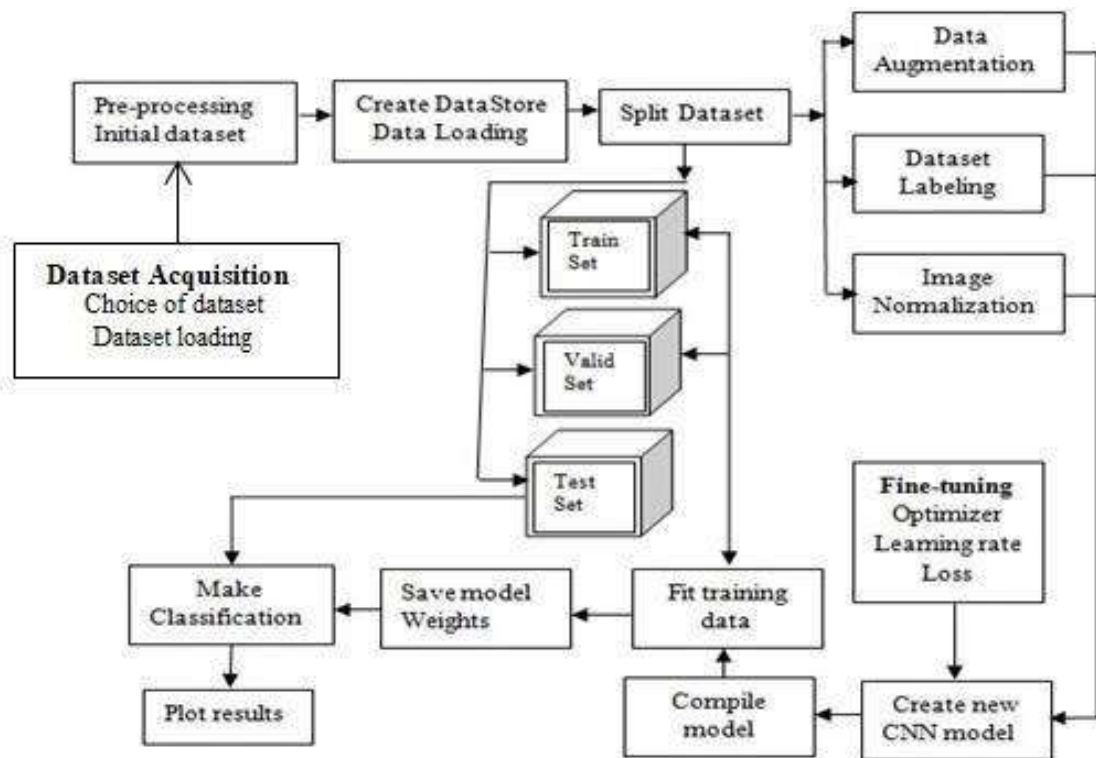 Pre-processing
Initial dataset
Create DataStore
Data Loading
Split Dataset
Data
Augmentation
Dataset
Labeling
Image
Normalization
Dataset Acquisition
Choice of dataset
Dataset loading
Train
Set
Valid
Set
Test
Set
Fine-tuning
Optimizer
Learning rate
Loss
Make
Classification
Save model
Weights
Fit training
data
Plot results
Compile
model
Create new
CNN model